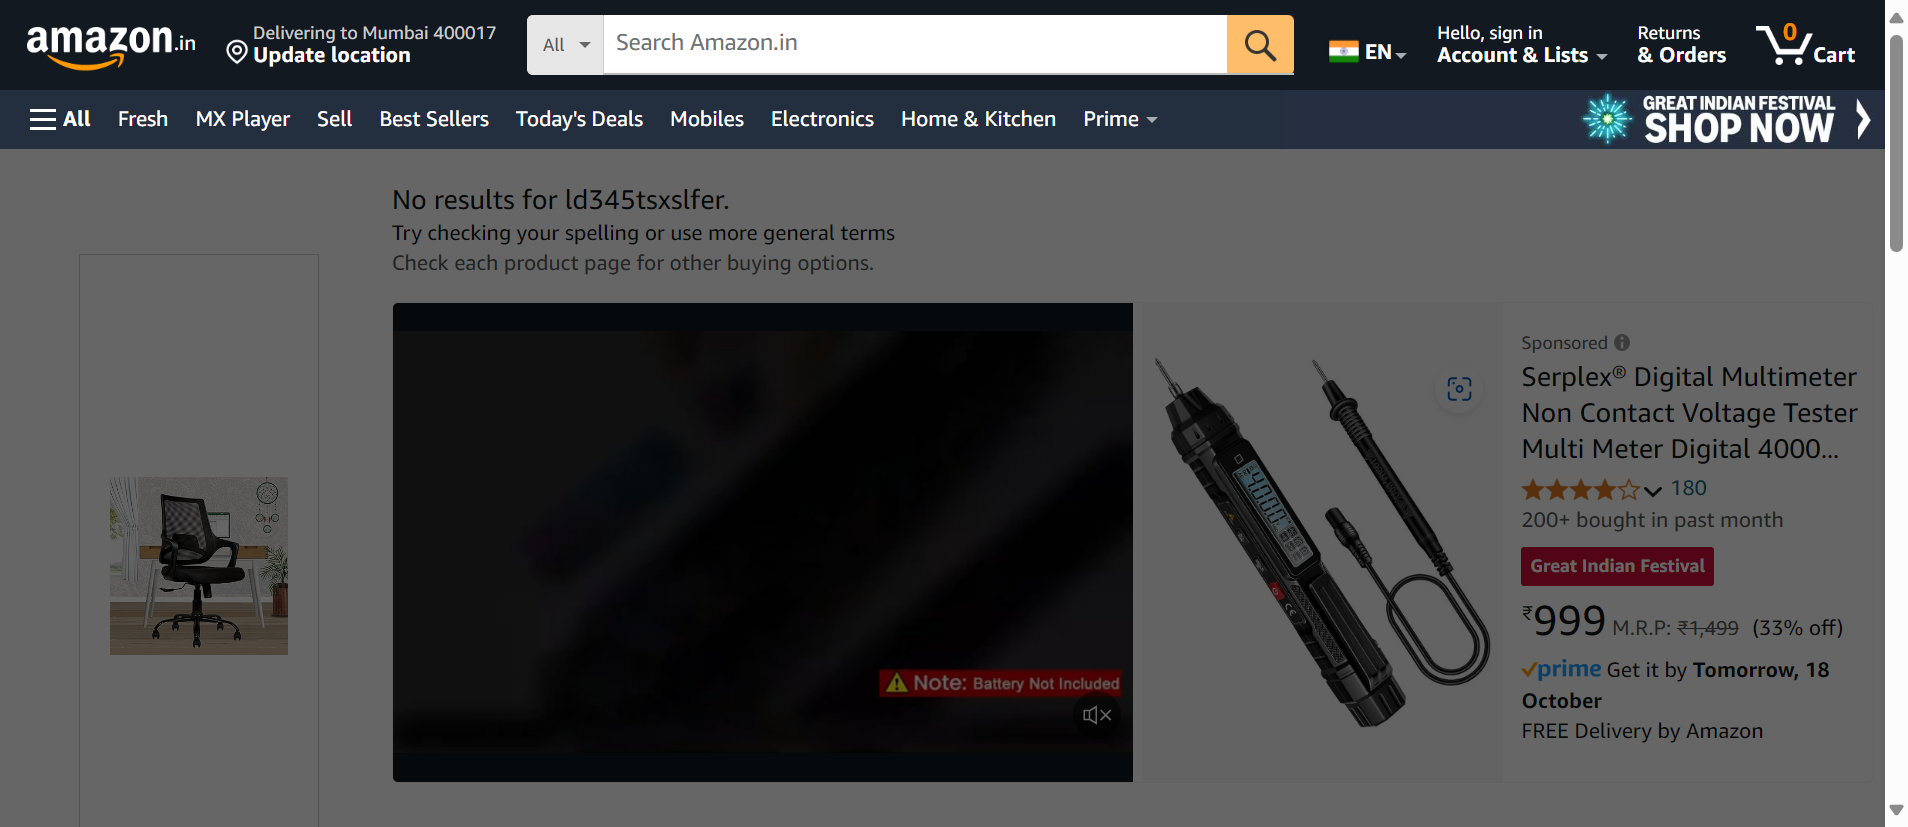 amazon.in
Delivering to Mumbai 400017
Update location
All
Search Amazon.in
EN
Hello, sign in
Account & Lists
Returns
& Orders
0
Cart
All
Fresh
MX Player
Sell
Best Sellers
Today's Deals
Mobiles
Electronics
Home & Kitchen
Prime
GREAT INDIAN FESTIVAL
SHOP NOW
No results for ld345tsxslfer.
Try checking your spelling or use more general terms
Check each product page for other buying options.
Note: Battery Not Included
Sponsored
Serplex® Digital Multimeter
Non Contact Voltage Tester
Multi Meter Digital 4000...
180
200+ bought in past month
Great Indian Festival
₹999 M.R.P: ₹1,499 (33% off)
prime Get it by Tomorrow, 18
October
FREE Delivery by Amazon